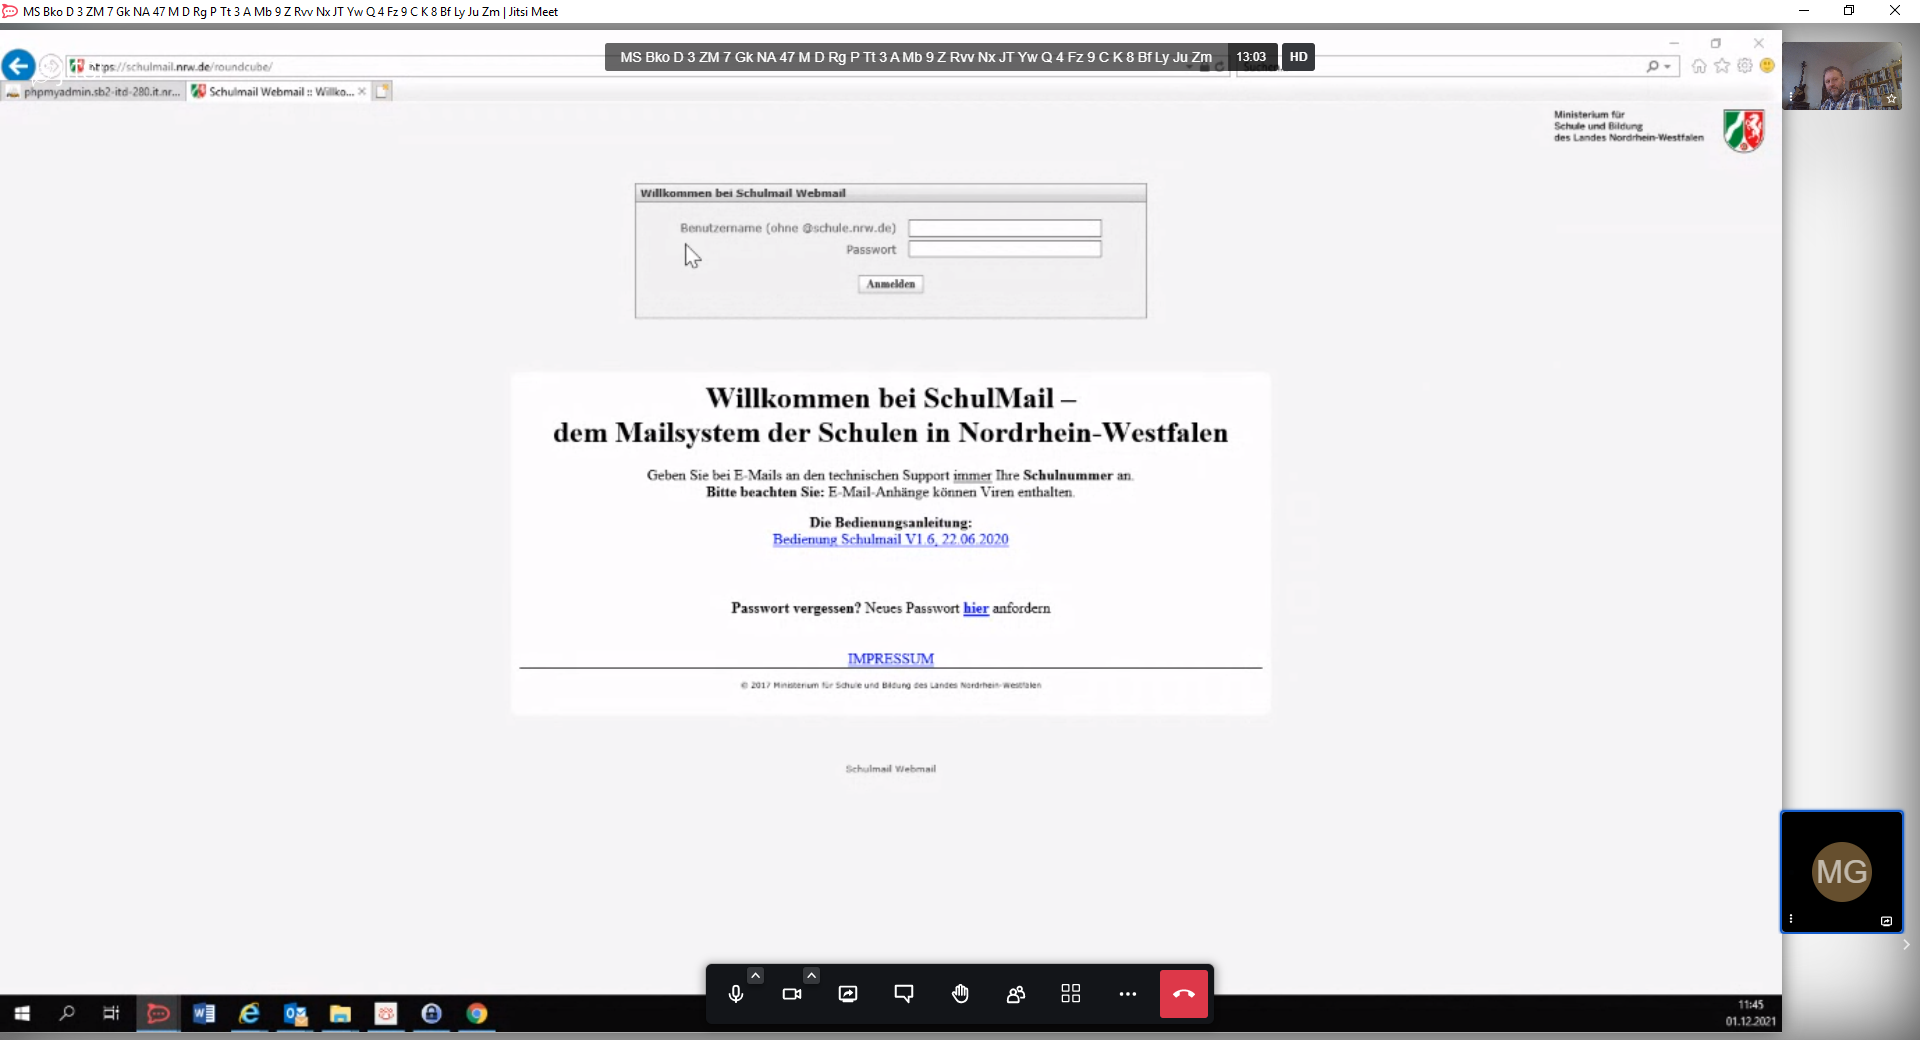 MS Bko D 3 ZM 7 Gk NA 47 M D Rg P Tt 3 A Mb 9 Z Rvv Nx JT Yw Q 4 Fz 9 C K 8 Bf Ly Ju Zm | Jitsi Meet
MS Bko D 3 ZM 7 Gk NA 47 M D Rg P Tt 3 A Mb 9 Z Rvv Nx JT Yw Q 4 Fz 9 C K 8 Bf Ly Ju Zm 13:03 HD
https://schulmail.nrw.de/roundcube/
phpmyadmin.sb2-itd-280.it.nr... Schulmail Webmail :: Willko...
Ministerium für
Schule und Bildung
des Landes Nordrhein-Westfalen
Willkommen bei Schulmail Webmail
Benutzername (ohne @schule.nrw.de)
Passwort
Anmelden
Willkommen bei SchulMail –
dem Mailsystem der Schulen in Nordrhein-Westfalen
Geben Sie bei E-Mails an den technischen Support immer Ihre Schulnummer an.
Bitte beachten Sie: E-Mail-Anhänge können Viren enthalten.
Die Bedienungsanleitung:
Bedienung Schulmail V1.6, 22.06.2020
Passwort vergessen? Neues Passwort hier anfordern
IMPRESSUM
© 2017 Ministerium für Schule und Bildung des Landes Nordrhein-Westfalen
Schulmail Webmail
MG
11:45
01.12.2021